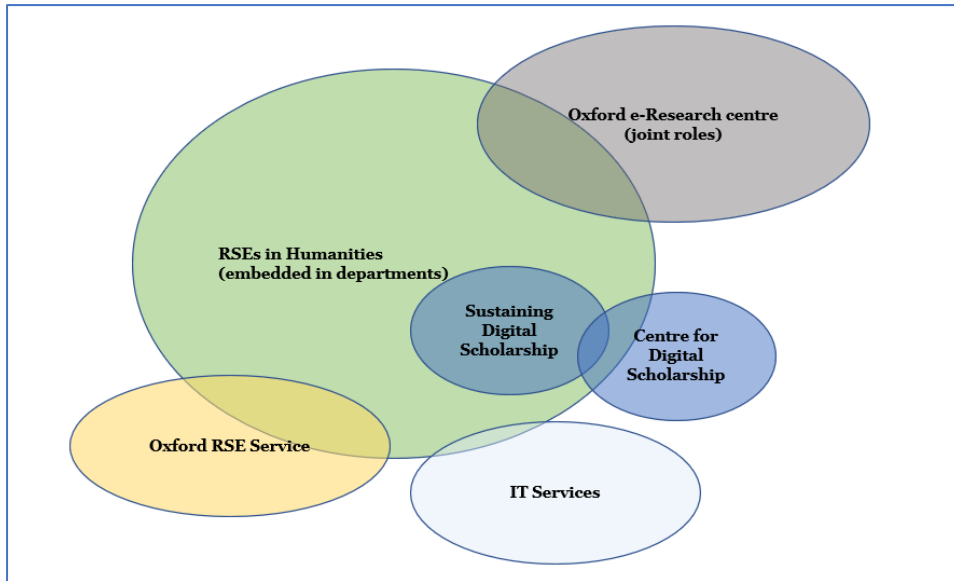 Oxford e-Research centre
(joint roles)
RSEs in Humanities
(embedded in departments)
Sustaining
Digital
Scholarship
Centre for
Digital
Scholarship
Oxford RSE Service
IT Services